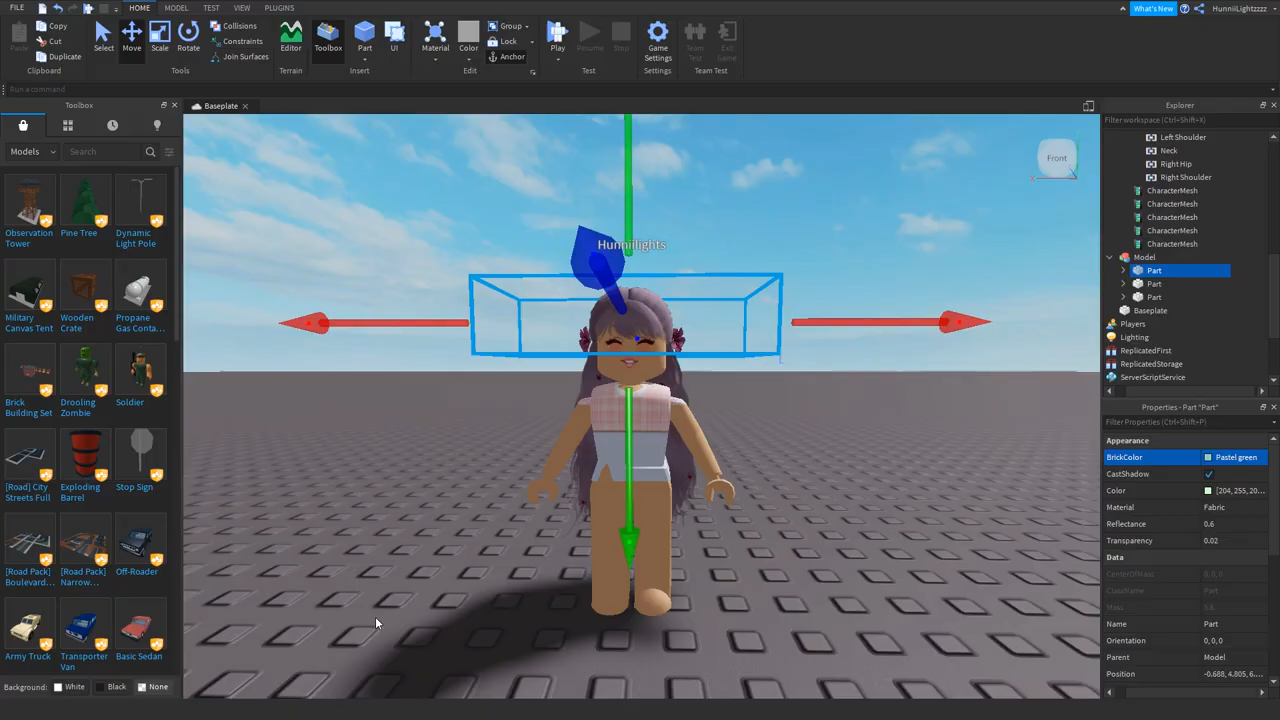 FILE
HOME MODEL TEST VIEW PLUGINS
What's New HunniiLightzzzz
Paste Copy Cut Duplicate
Clipboard
Select Move Scale Rotate Collisions Constraints Join Surfaces
Tools
Editor
Terrain
Toolbox Part UI
Insert
Material Color Group Lock Anchor
Edit
Play Resume Stop
Test
Game Settings
Settings
Team Test Exit Game
Team Test
Run a command
Toolbox
Baseplate
Models Search
Observation Tower
Pine Tree
Dynamic Light Pole
Military Canvas Tent
Wooden Crate
Propane Gas Conta...
Brick Building Set
Drooling Zombie
Soldier
[Road] City Streets Full
Exploding Barrel
Stop Sign
[Road Pack] Boulevard...
[Road Pack] Narrow...
Off-Roader
Army Truck
Transporter Van
Basic Sedan
Background: White Black None
Front
X
Hunniilights
Explorer
Filter workspace (Ctrl+Shift+X)
Left Shoulder
Neck
Right Hip
Right Shoulder
CharacterMesh
CharacterMesh
CharacterMesh
CharacterMesh
CharacterMesh
Model
Part
Part
Part
Baseplate
Players
Lighting
ReplicatedFirst
ReplicatedStorage
ServerScriptService
Properties - Part "Part"
Filter Properties (Ctrl+Shift+P)
Appearance
BrickColor Pastel green
CastShadow
Color [204, 255, 20...
Material Fabric
Reflectance 0.6
Transparency 0.02
Data
CenterOfMass 0, 0, 0
ClassName Part
Mass
Name Part
Orientation 0, 0, 0
Parent Model
Position -0.688, 4.805, 6....